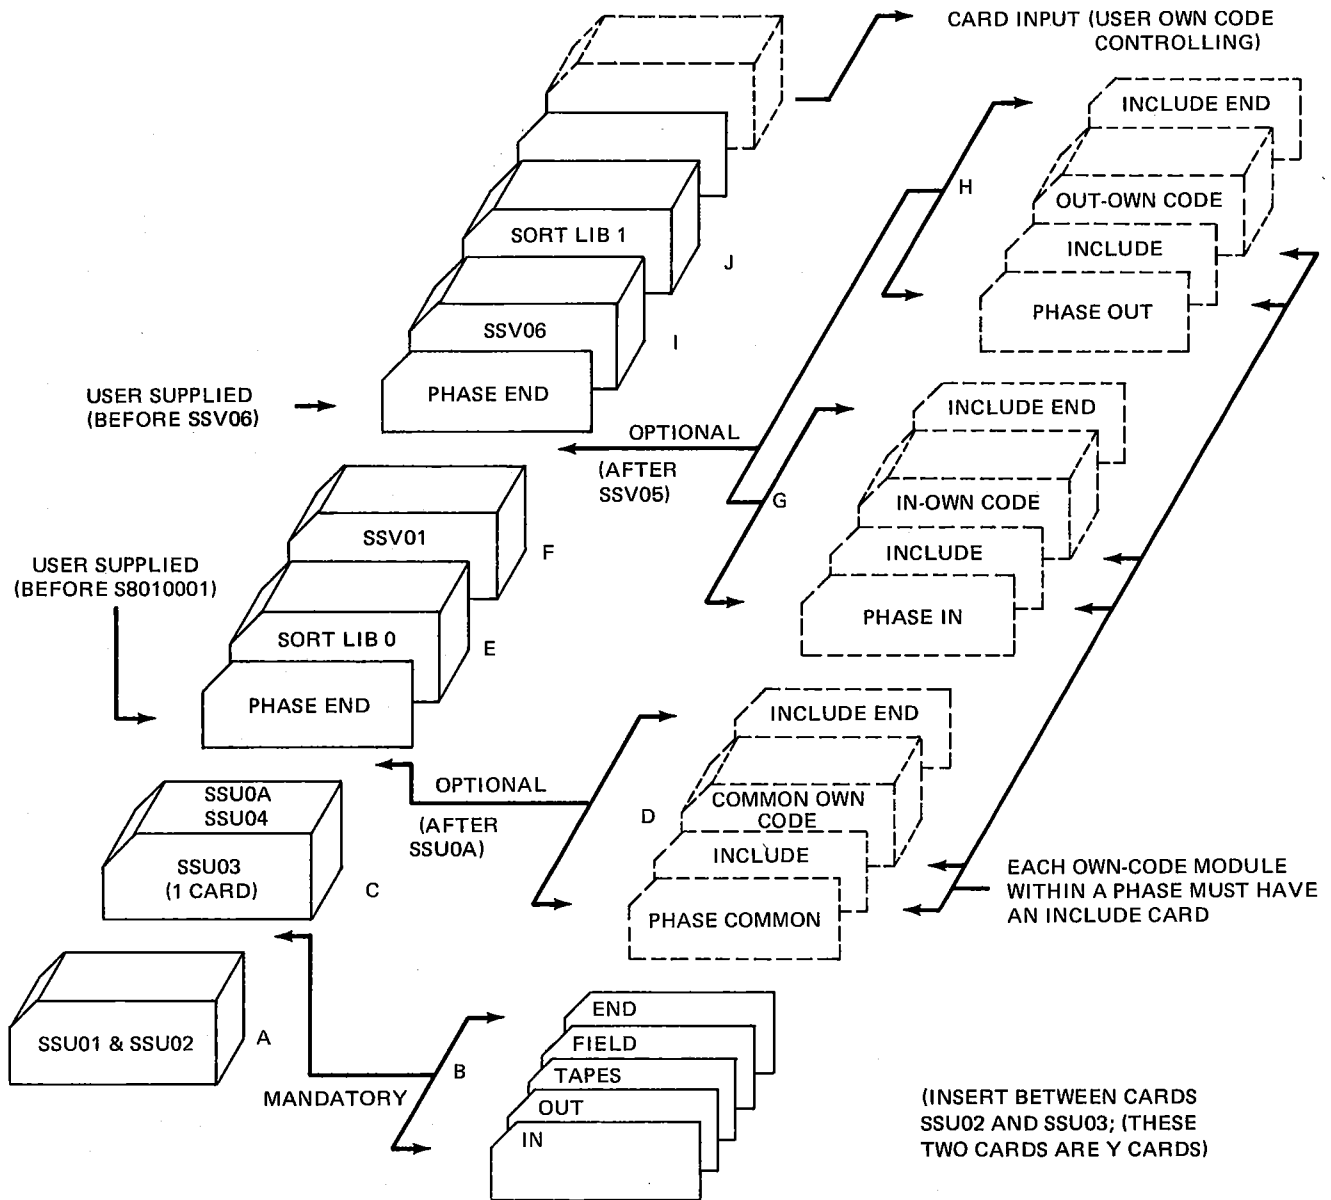 CARD INPUT (USER OWN CODE
CONTROLLING)
INCLUDE END
H
OUT-OWN CODE
SORT LIB 1
INCLUDE
J
PHASE OUT
SSV06
I
PHASE END
USER SUPPLIED
(BEFORE SSV06)
INCLUDE END
OPTIONAL
(AFTER
SSV05)
G
IN-OWN CODE
SSV01
F
INCLUDE
USER SUPPLIED
(BEFORE S8010001)
PHASE IN
SORT LIB 0
E
PHASE END
INCLUDE END
OPTIONAL
(AFTER
SSU0A)
SSU0A
SSU04
D
COMMON OWN
CODE
INCLUDE
SSU03
(1 CARD)
C
EACH OWN-CODE MODULE
WITHIN A PHASE MUST HAVE
AN INCLUDE CARD
PHASE COMMON
END
SSU01 & SSU02
A
FIELD
B
TAPES
MANDATORY
OUT
IN
(INSERT BETWEEN CARDS
SSU02 AND SSU03; (THESE
TWO CARDS ARE Y CARDS)